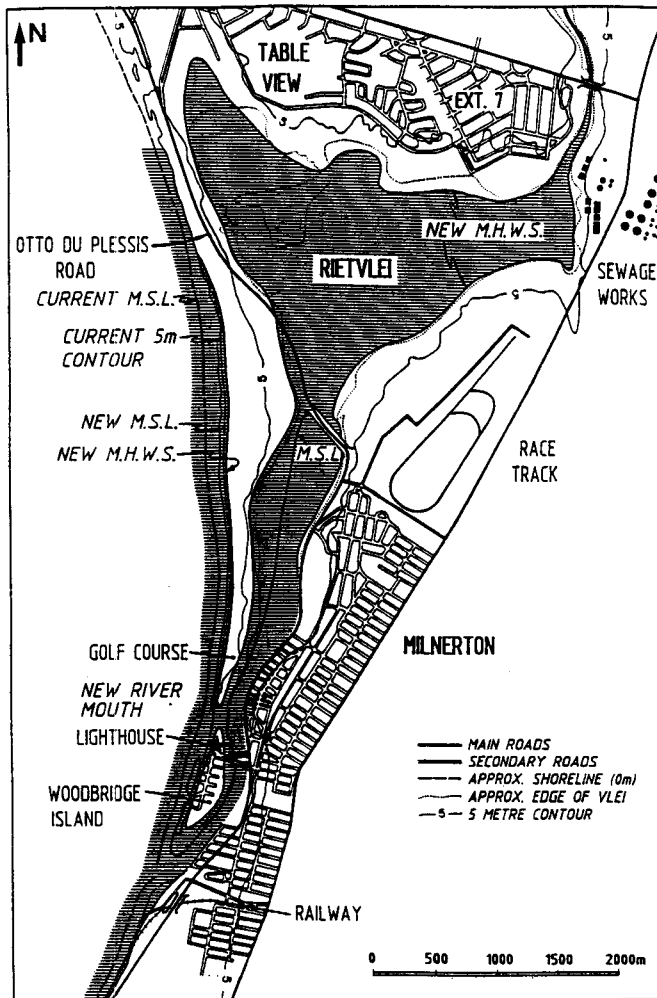 N
TABLE
VIEW
EXT. 7
5
5
5
NEW M.H.W.S.
RIETVLEI
OTTO DU PLESSIS
ROAD
SEWAGE
WORKS
CURRENT M.S.L.
CURRENT 5m
CONTOUR
5
5
NEW M.S.L.
NEW M.H.W.S.
M.S.L
RACE
TRACK
GOLF COURSE
MILNERTON
NEW RIVER
MOUTH
LIGHTHOUSE
WOODBRIDGE
ISLAND
MAIN ROADS
SECONDARY ROADS
APPROX. SHORELINE (0m)
APPROX. EDGE OF VLEI
—5— 5 METRE CONTOUR
RAILWAY
5
0 500 1000 1500 2000m